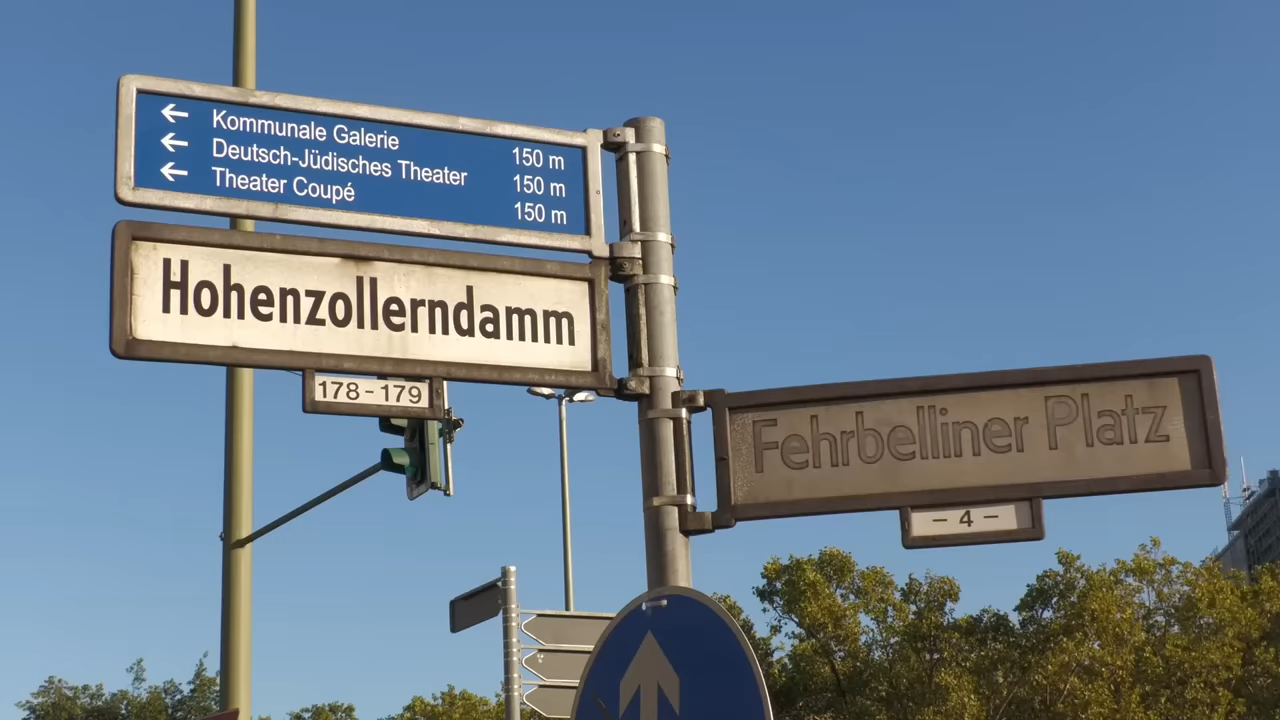 ← Kommunale Galerie 150 m
← Deutsch-Jüdisches Theater 150 m
← Theater Coupé 150 m
Hohenzollerndamm
178-179
Fehrbelliner Platz
- 4 -